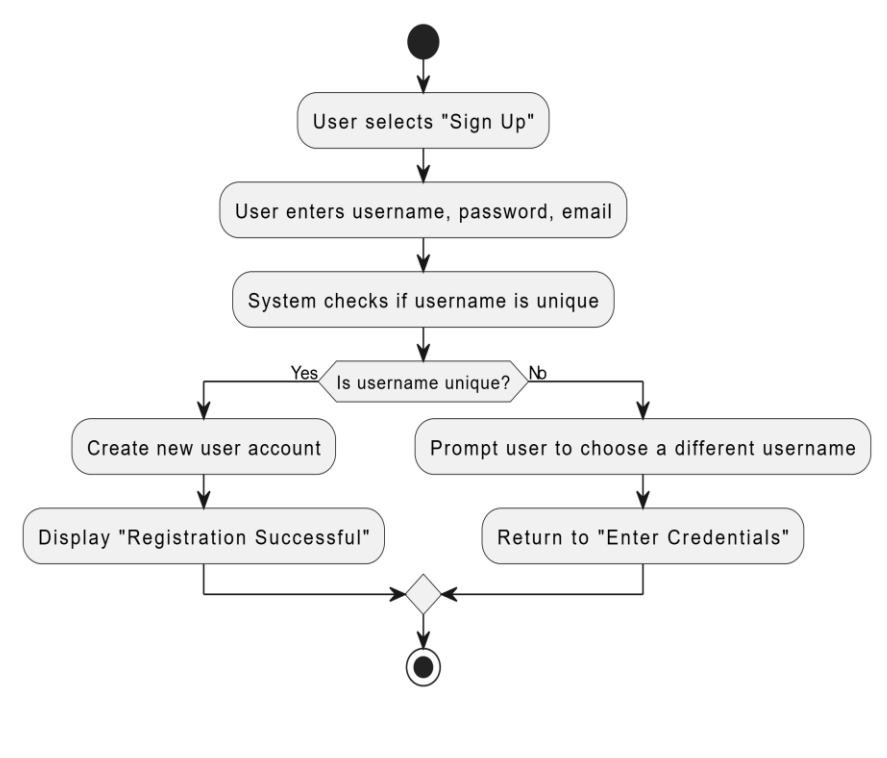 User selects "Sign Up"
User enters username, password, email
System checks if username is unique
Is username unique?
Yes
No
Create new user account
Prompt user to choose a different username
Display "Registration Successful"
Return to "Enter Credentials"